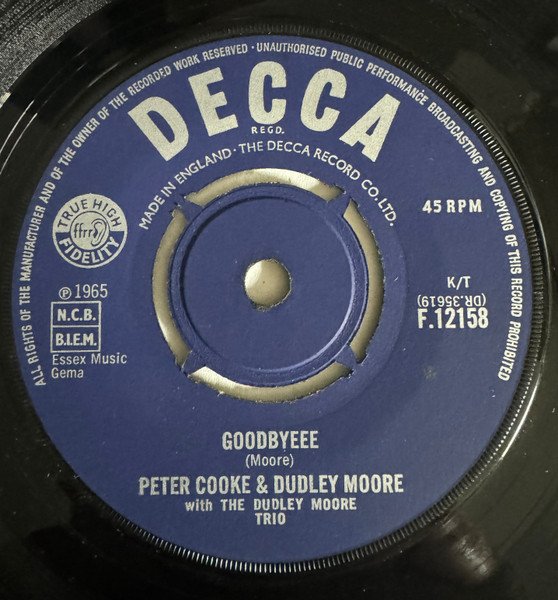 ALL RIGHTS OF THE MANUFACTURER AND OF THE OWNER OF THE RECORDED WORK RESERVED · UNAUTHORISED PUBLIC PERFORMANCE BROADCASTING AND COPYING OF THIS RECORD PROHIBITED
DECCA
REGD.
MADE IN ENGLAND · THE DECCA RECORD CO. LTD.
TRUE HIGH
ffrr
FIDELITY
45 RPM
℗ 1965
N.C.B.
B.I.E.M.
Essex Music
Gema
K/T
(DR.35619)
F.12158
GOODBYEEE
(Moore)
PETER COOKE & DUDLEY MOORE
with THE DUDLEY MOORE
TRIO